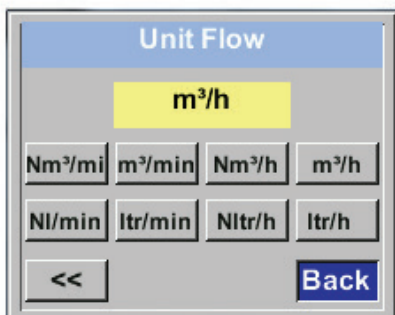 Unit Flow
m³/h
Nm³/mi m³/min Nm³/h m³/h
Nl/min ltr/min Nltr/h ltr/h
<< Back